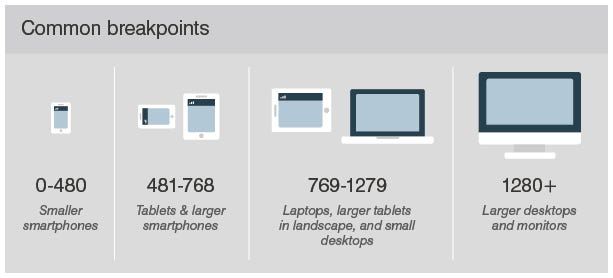 Common breakpoints
0-480
Smaller
smartphones
481-768
Tablets & larger
smartphones
769-1279
Laptops, larger tablets
in landscape, and small
desktops
1280+
Larger desktops
and monitors